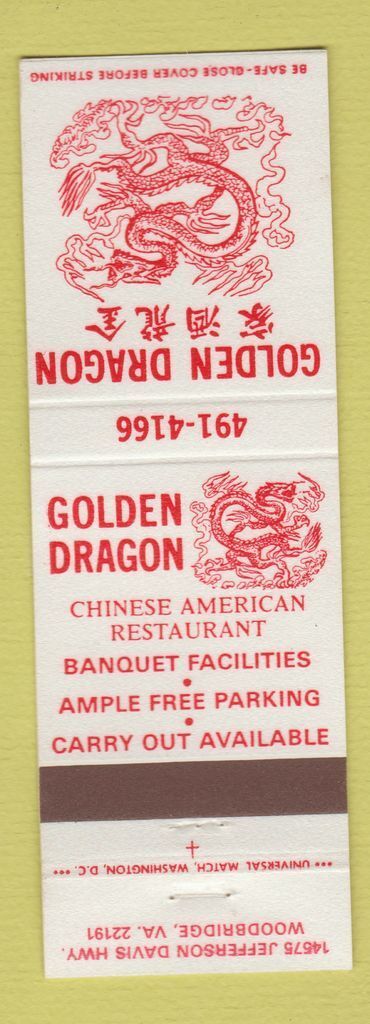 BE SAFE-CLOSE COVER BEFORE STRIKING
金龍酒家
GOLDEN DRAGON
491-4166
GOLDEN
DRAGON
CHINESE AMERICAN
RESTAURANT
BANQUET FACILITIES
•
AMPLE FREE PARKING
•
CARRY OUT AVAILABLE
••• UNIVERSAL MATCH, WASHINGTON, D.C. •••
14575 JEFFERSON DAVIS HWY.
WOODBRIDGE, VA. 22191